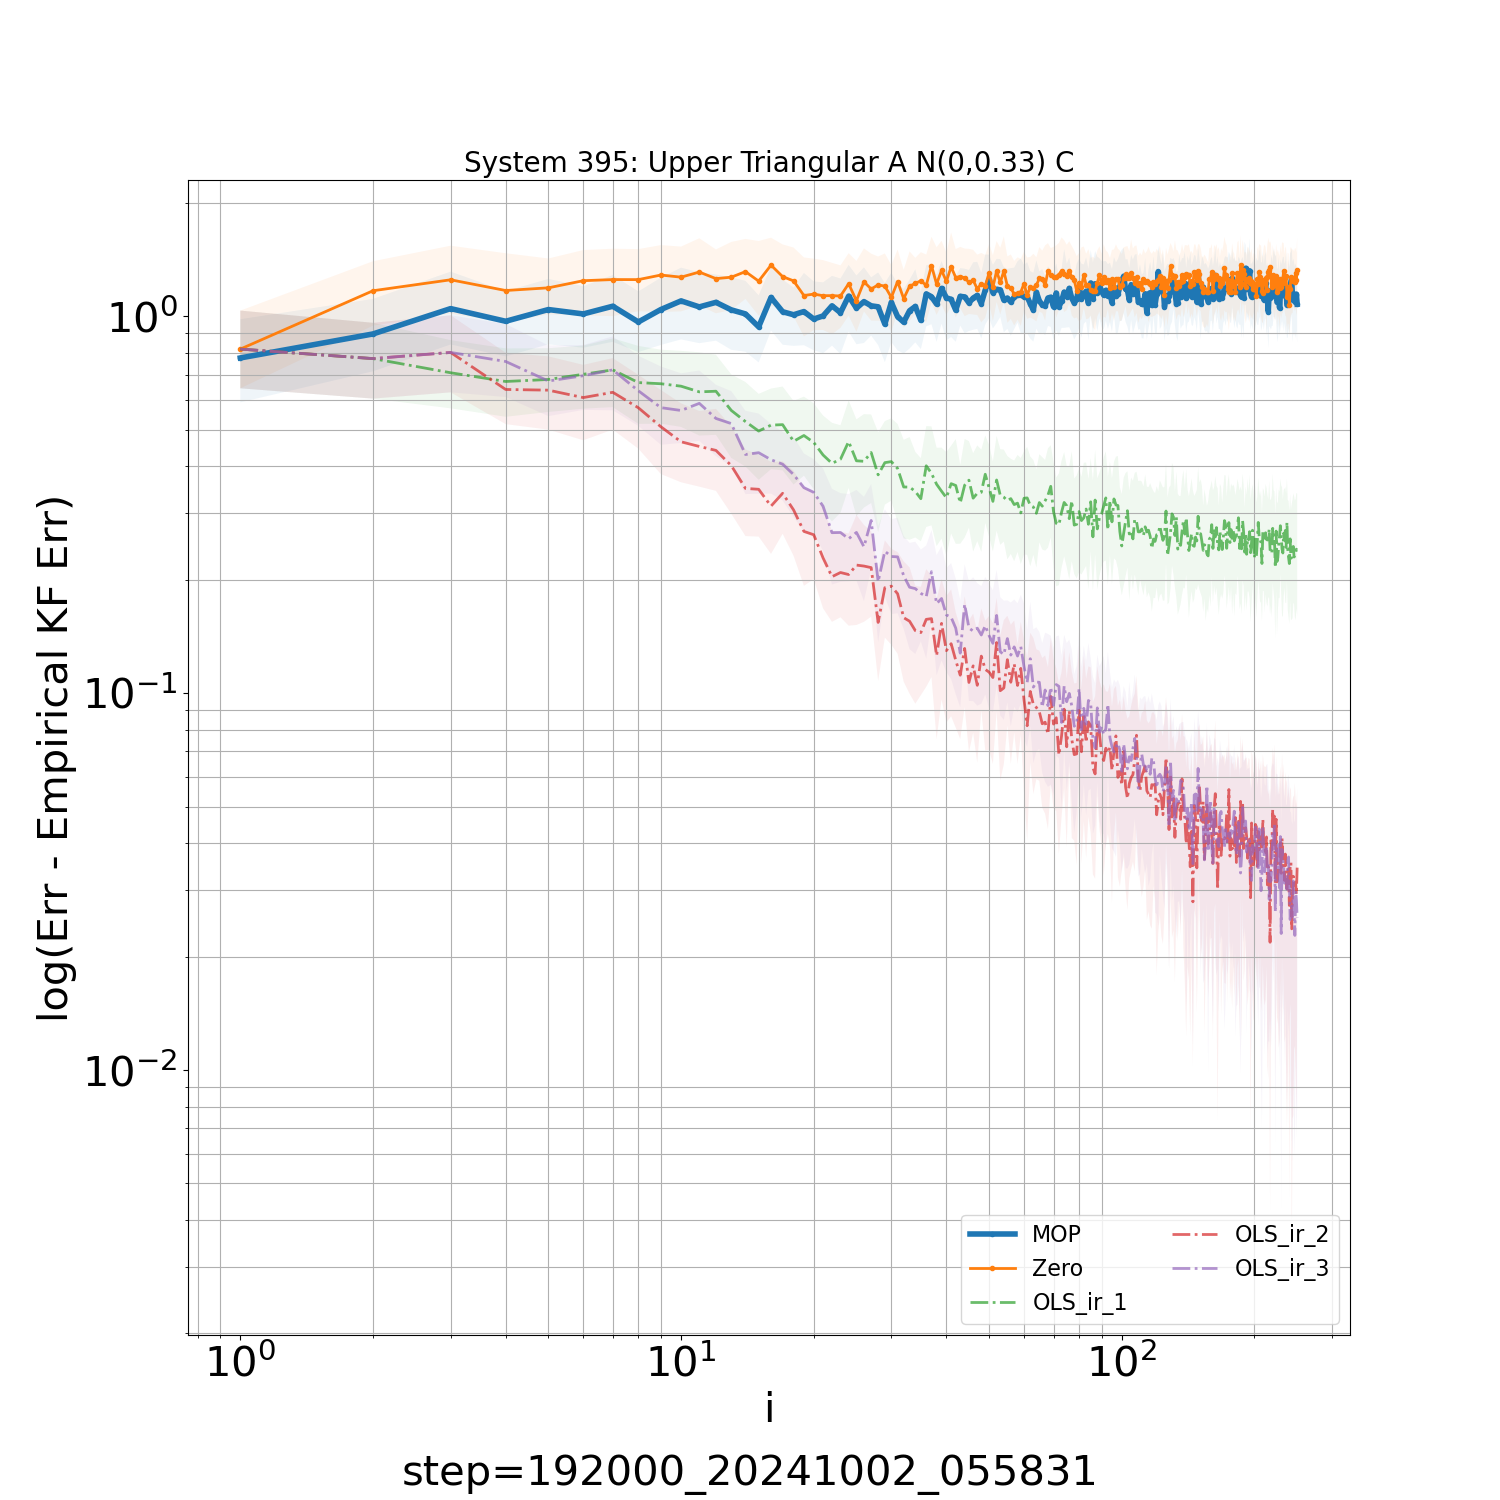 System 395: Upper Triangular A N(0,0.33) C
log(Err - Empirical KF Err)
10⁰
10⁻¹
10⁻²
10⁰ 10¹ 10²
i
MOP
Zero
OLS_ir_1
OLS_ir_2
OLS_ir_3
step=192000_20241002_055831